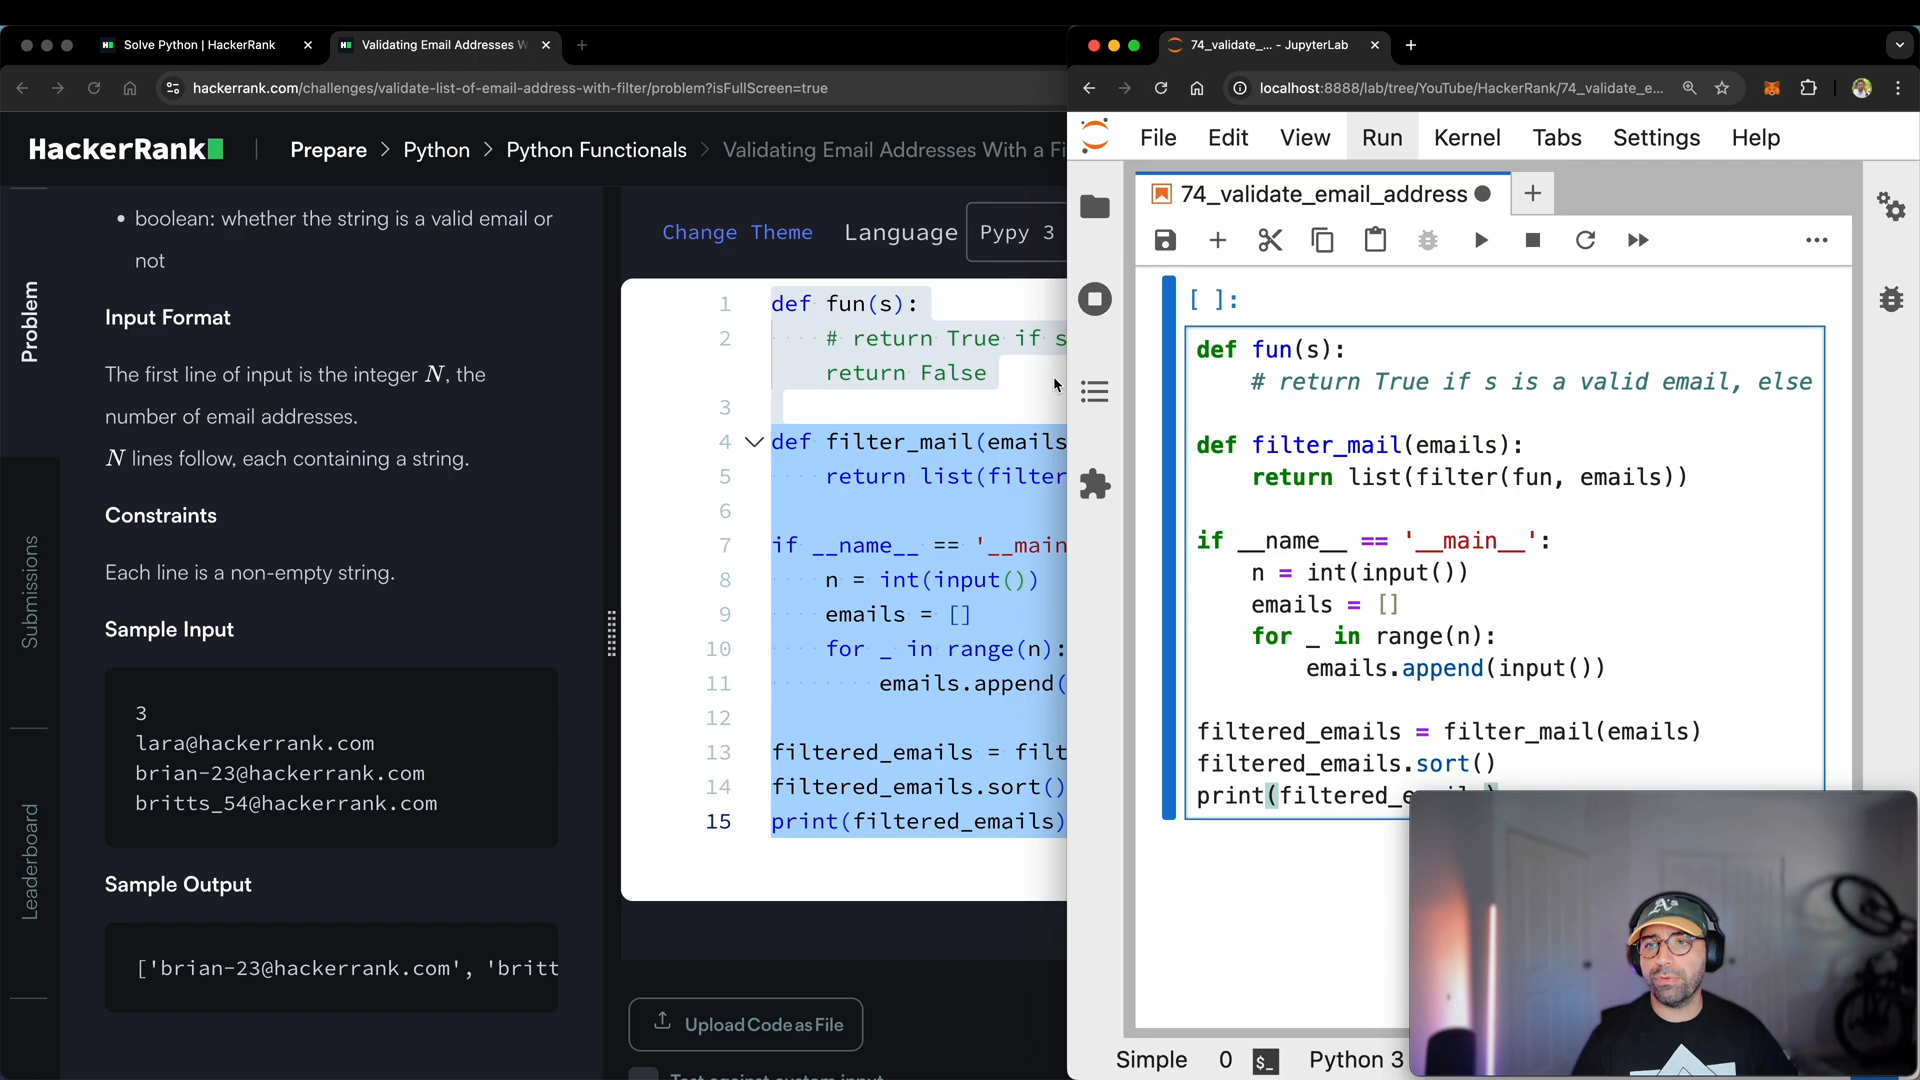 Solve Python | HackerRank
Validating Email Addresses W
hackerrank.com/challenges/validate-list-of-email-address-with-filter/problem?isFullScreen=true
HackerRank
Prepare > Python > Python Functionals > Validating Email Addresses With a Fi
Problem
Submissions
Leaderboard
• boolean: whether the string is a valid email or
not
Input Format
The first line of input is the integer N, the
number of email addresses.
N lines follow, each containing a string.
Constraints
Each line is a non-empty string.
Sample Input
3
lara@hackerrank.com
brian-23@hackerrank.com
britts_54@hackerrank.com
Sample Output
['brian-23@hackerrank.com', 'britt
Change Theme Language Pypy 3
1 def fun(s):
2 # return True if s
return False
3
4 def filter_mail(emails
5 return list(filter
6
7 if __name__ == '__main
8 n = int(input())
9 emails = []
10 for _ in range(n):
11 emails.append(
12
13 filtered_emails = filt
14 filtered_emails.sort()
15 print(filtered_emails)
Upload Code as File
Test against custom input
74_validate_... - JupyterLab
localhost:8888/lab/tree/YouTube/HackerRank/74_validate_e...
File Edit View Run Kernel Tabs Settings Help
74_validate_email_address
[ ]:
def fun(s):
# return True if s is a valid email, else
def filter_mail(emails):
return list(filter(fun, emails))
if __name__ == '__main__':
n = int(input())
emails = []
for _ in range(n):
emails.append(input())
filtered_emails = filter_mail(emails)
filtered_emails.sort()
print(filtered_e
Simple 0 $_ Python 3
A's